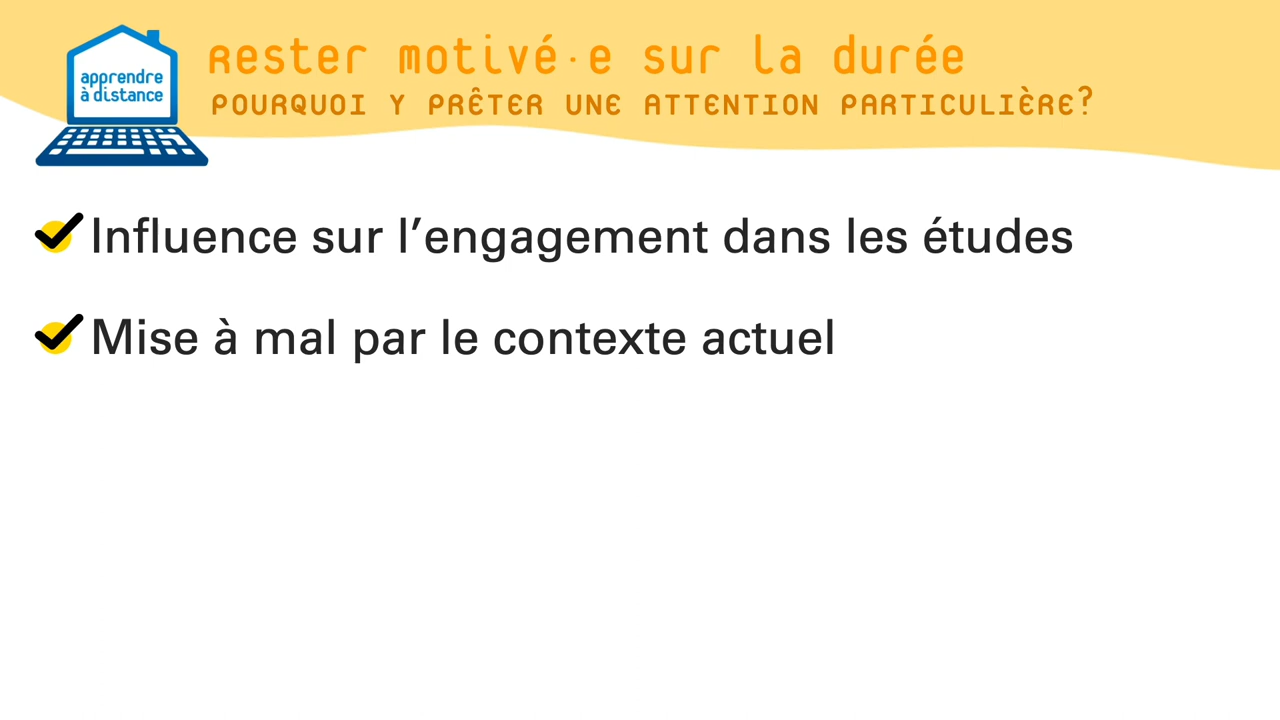 apprendre
à distance
Rester motivé·e sur la durée
POURQUOI Y PRÊTER UNE ATTENTION PARTICULIÈRE?
Influence sur l’engagement dans les études
Mise à mal par le contexte actuel